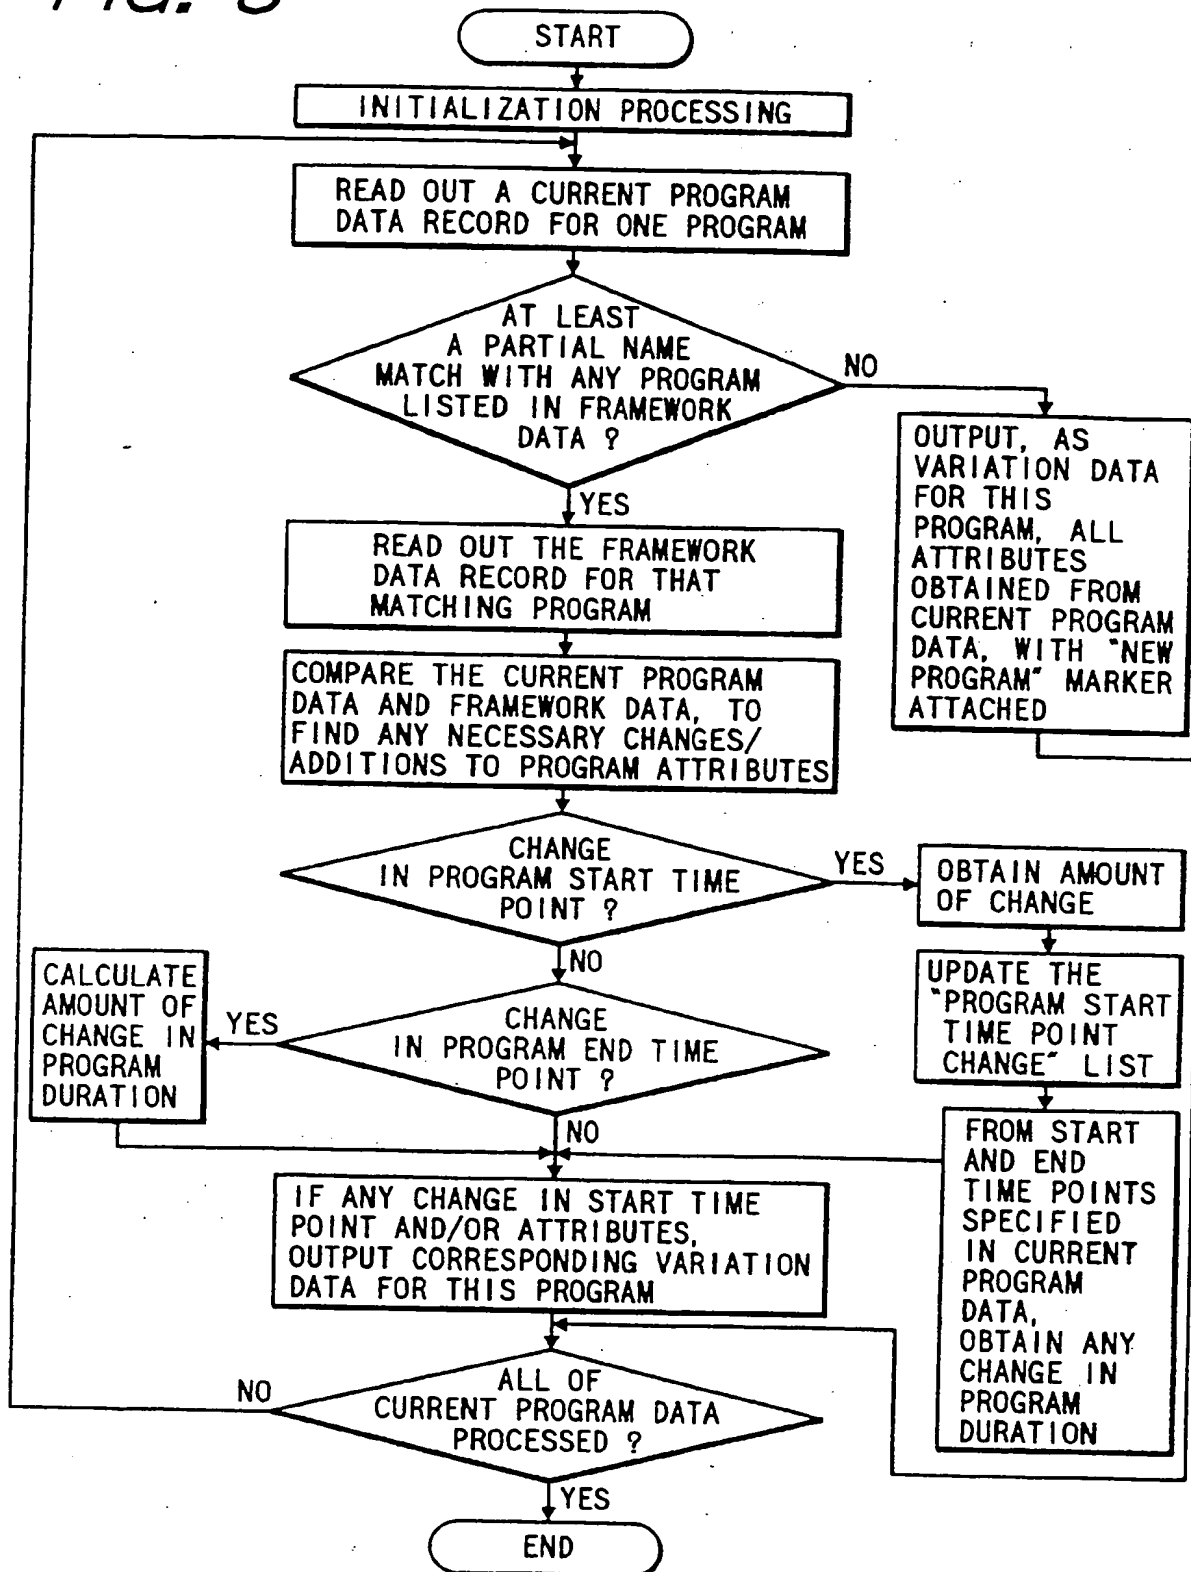 START
INITIALIZATION PROCESSING
READ OUT A CURRENT PROGRAM
DATA RECORD FOR ONE PROGRAM
AT LEAST
A PARTIAL NAME
MATCH WITH ANY PROGRAM
LISTED IN FRAMEWORK
DATA ?
NO
OUTPUT, AS
VARIATION DATA
FOR THIS
PROGRAM, ALL
ATTRIBUTES
OBTAINED FROM
CURRENT PROGRAM
DATA, WITH "NEW
PROGRAM" MARKER
ATTACHED
YES
READ OUT THE FRAMEWORK
DATA RECORD FOR THAT
MATCHING PROGRAM
COMPARE THE CURRENT PROGRAM
DATA AND FRAMEWORK DATA, TO
FIND ANY NECESSARY CHANGES/
ADDITIONS TO PROGRAM ATTRIBUTES
CHANGE
IN PROGRAM START TIME
POINT ?
YES
OBTAIN AMOUNT
OF CHANGE
UPDATE THE
"PROGRAM START
TIME POINT
CHANGE" LIST
FROM START
AND END
TIME POINTS
SPECIFIED
IN CURRENT
PROGRAM
DATA,
OBTAIN ANY
CHANGE IN
PROGRAM
DURATION
NO
CHANGE
IN PROGRAM END TIME
POINT ?
YES
CALCULATE
AMOUNT OF
CHANGE IN
PROGRAM
DURATION
NO
IF ANY CHANGE IN START TIME
POINT AND/OR ATTRIBUTES,
OUTPUT CORRESPONDING VARIATION
DATA FOR THIS PROGRAM
ALL OF
CURRENT PROGRAM DATA
PROCESSED ?
NO
YES
END